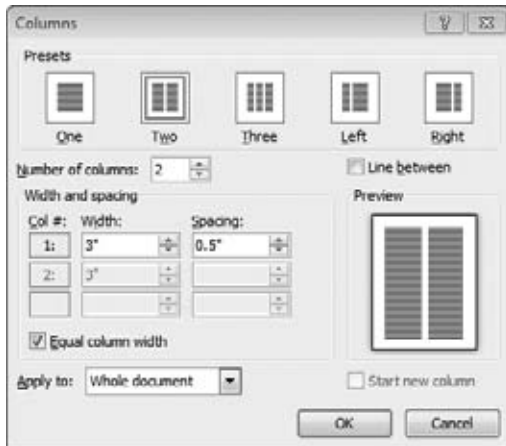 Columns
Presets
One Two Three Left Right
Number of columns: 2 Line between
Width and spacing Preview
Col #: Width: Spacing:
1: 3" 0.5"
2: 3"
Equal column width
Apply to: Whole document Start new column
OK Cancel